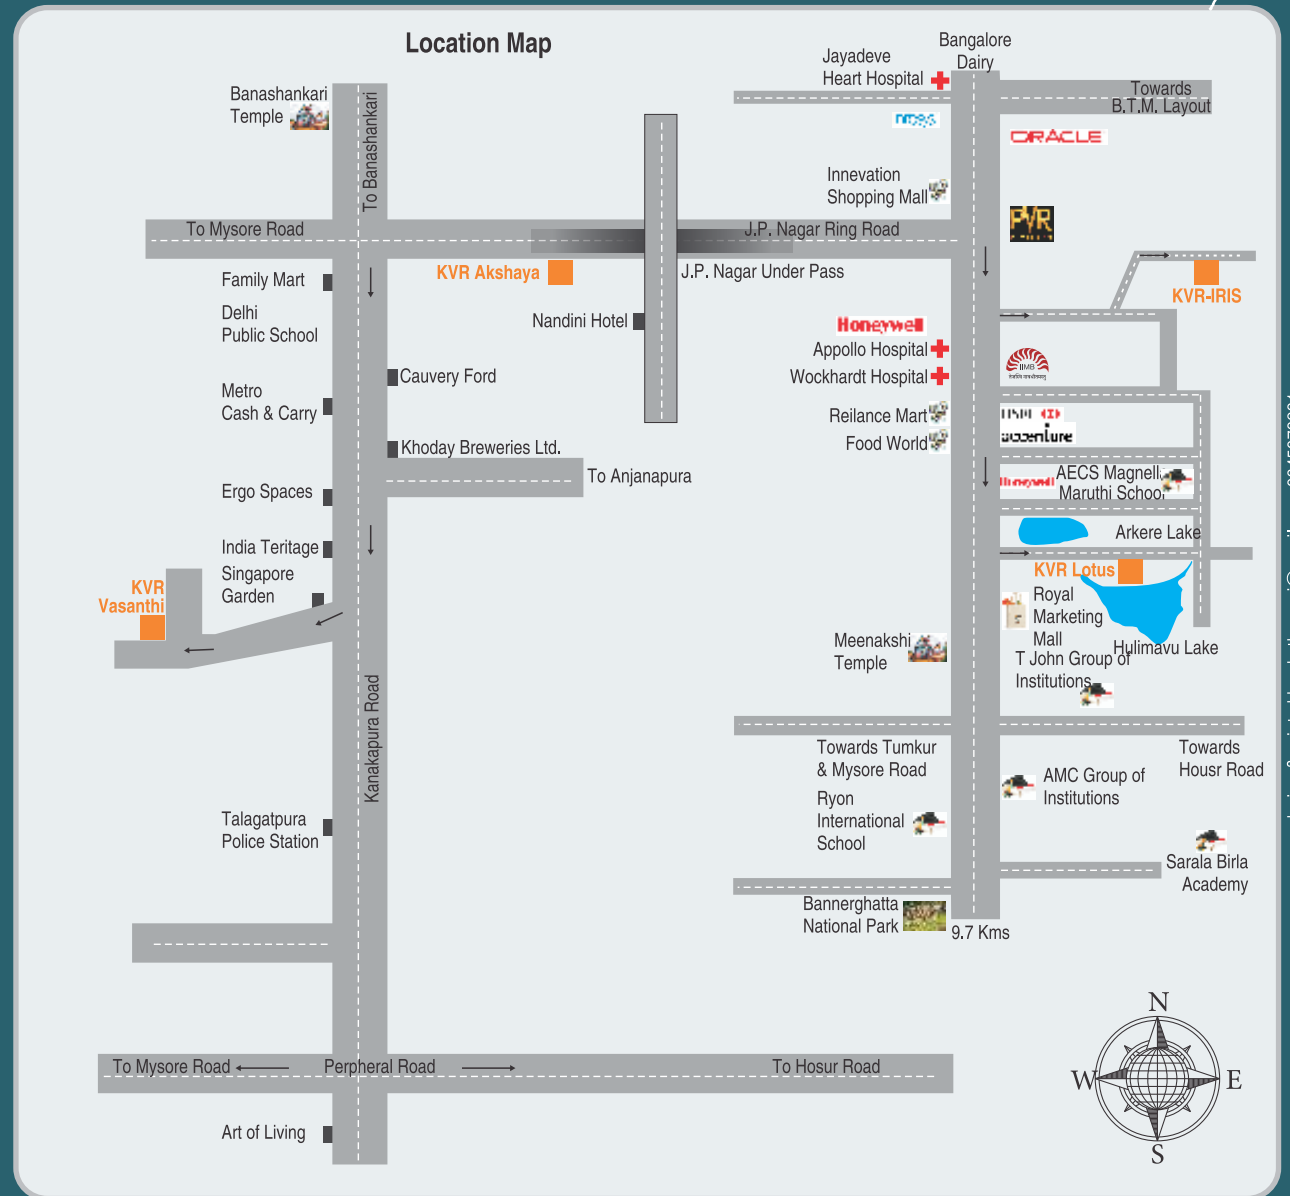 Location Map
Banashankari
Temple
To Banashankari
Jayadeve
Heart Hospital
Bangalore
Dairy
Towards
B.T.M. Layout
ORACLE
Innevation
Shopping Mall
PVR
To Mysore Road
J.P. Nagar Ring Road
KVR Akshaya
J.P. Nagar Under Pass
KVR-IRIS
Family Mart
Delhi
Public School
Nandini Hotel
Honeywell
Appollo Hospital
Wockhardt Hospital
IIMB
Cauvery Ford
Metro
Cash & Carry
Reilance Mart
Food World
accenture
Khoday Breweries Ltd.
To Anjanapura
Honeywell
AECS Magnell
Maruthi School
Ergo Spaces
India Teritage
Singapore
Garden
Arkere Lake
KVR
Vasanthi
KVR Lotus
Royal
Marketing
Mall
Hulimavu Lake
Meenakshi
Temple
T John Group of
Institutions
Kanakapura Road
Towards Tumkur
& Mysore Road
Towards
Housr Road
AMC Group of
Institutions
Ryon
International
School
Talagatpura
Police Station
Sarala Birla
Academy
Bannerghatta
National Park
9.7 Kms
To Mysore Road
Perpheral Road
To Hosur Road
Art of Living
N
W
E
S